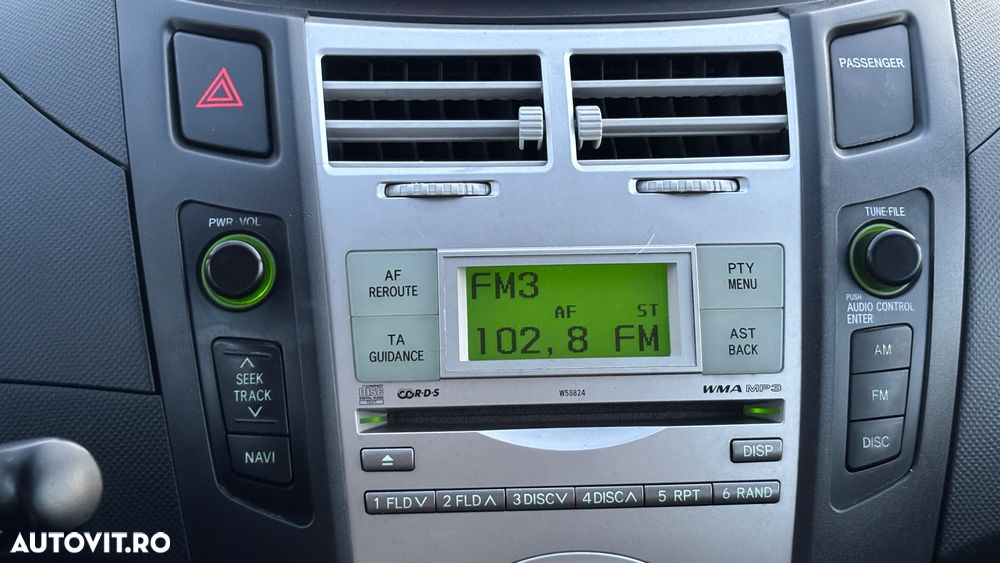 PASSENGER
PWR·VOL
TUNE·FILE
AF
REROUTE
TA
GUIDANCE
FM3
AF ST
102,8 FM
PTY
MENU
AST
BACK
PUSH
AUDIO CONTROL
ENTER
SEEK
TRACK
NAVI
AM
FM
DISC
R·D·S
W58824
WMA MP3
DISP
1 FLD∨ 2 FLD∧ 3 DISC∨ 4 DISC∧ 5 RPT 6 RAND
AUTOVIT.RO